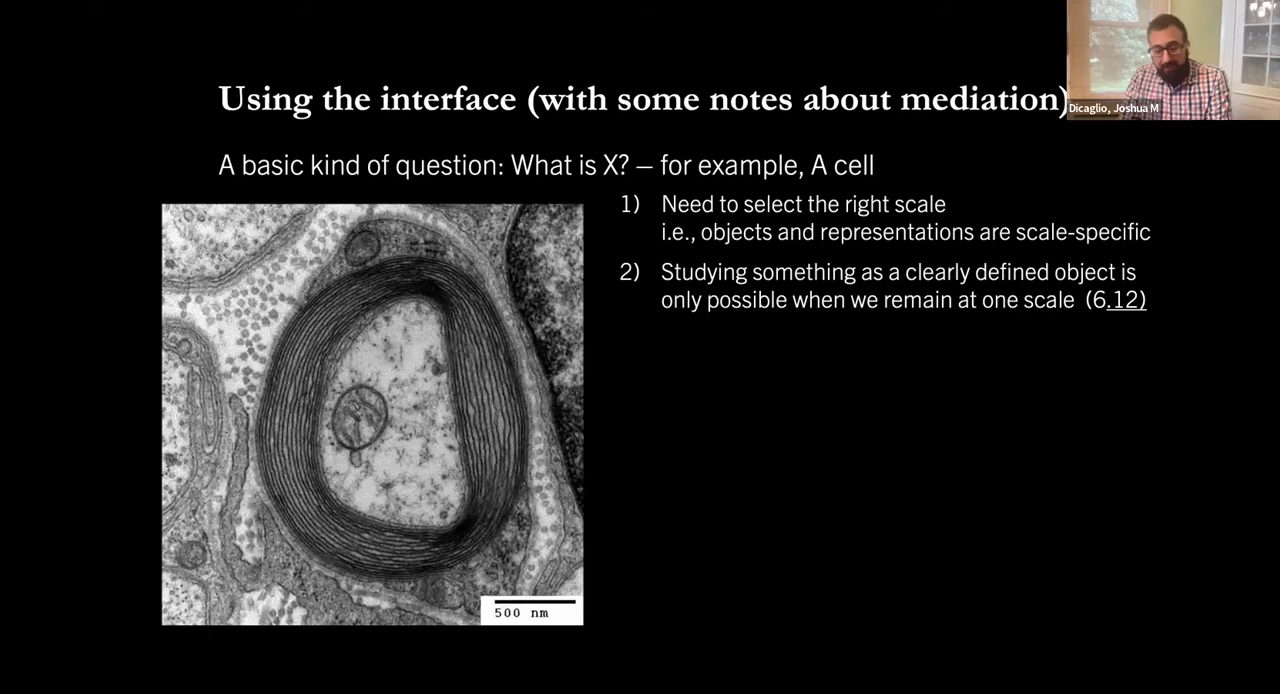 Using the interface (with some notes about mediation)
Dicaglio, Joshua M
A basic kind of question: What is X? – for example, A cell
1) Need to select the right scale
i.e., objects and representations are scale-specific
2) Studying something as a clearly defined object is
only possible when we remain at one scale (6.12)
500 nm